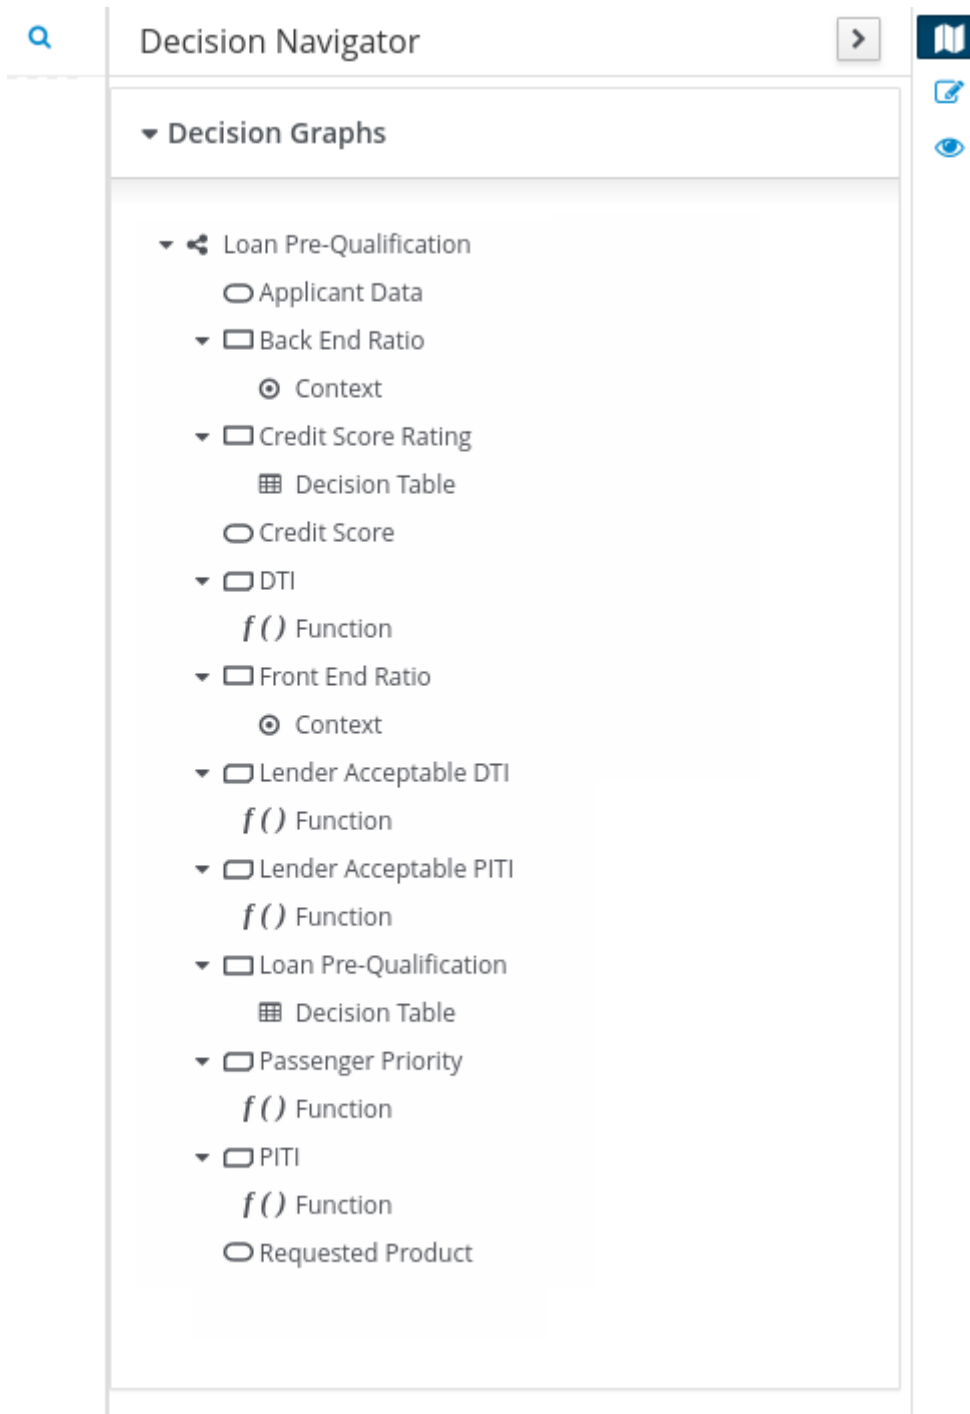 Decision Navigator
Decision Graphs
Loan Pre-Qualification
Applicant Data
Back End Ratio
Context
Credit Score Rating
Decision Table
Credit Score
DTI
f ( ) Function
Front End Ratio
Context
Lender Acceptable DTI
f ( ) Function
Lender Acceptable PITI
f ( ) Function
Loan Pre-Qualification
Decision Table
Passenger Priority
f ( ) Function
PITI
f ( ) Function
Requested Product